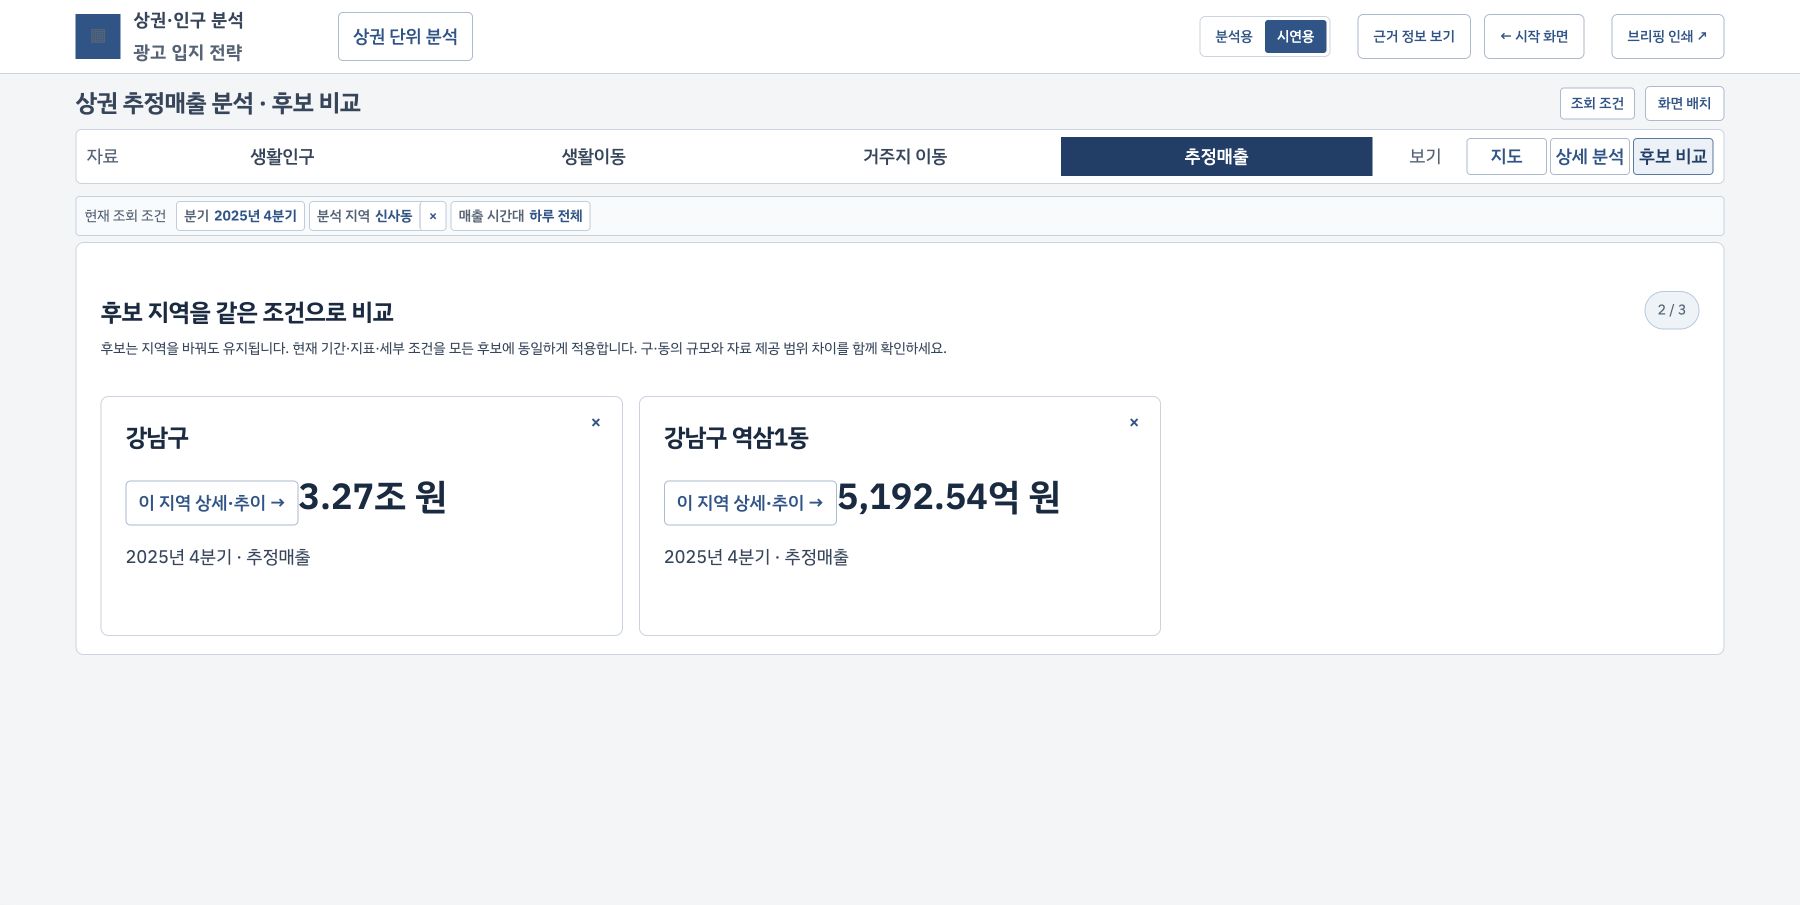 상권·인구 분석
광고 입지 전략
상권 단위 분석
분석용 시연용
근거 정보 보기
← 시작 화면
브리핑 인쇄 ↗
상권 추정매출 분석 · 후보 비교
조회 조건
화면 배치
자료 생활인구 생활이동 거주지 이동 추정매출 보기 지도 상세 분석 후보 비교
현재 조회 조건 분기 2025년 4분기 분석 지역 신사동 × 매출 시간대 하루 전체
후보 지역을 같은 조건으로 비교
2 / 3
후보는 지역을 바꿔도 유지됩니다. 현재 기간·지표·세부 조건을 모든 후보에 동일하게 적용합니다. 구·동의 규모와 자료 제공 범위 차이를 함께 확인하세요.
×
강남구
이 지역 상세·추이 → 3.27조 원
2025년 4분기 · 추정매출
×
강남구 역삼1동
이 지역 상세·추이 → 5,192.54억 원
2025년 4분기 · 추정매출